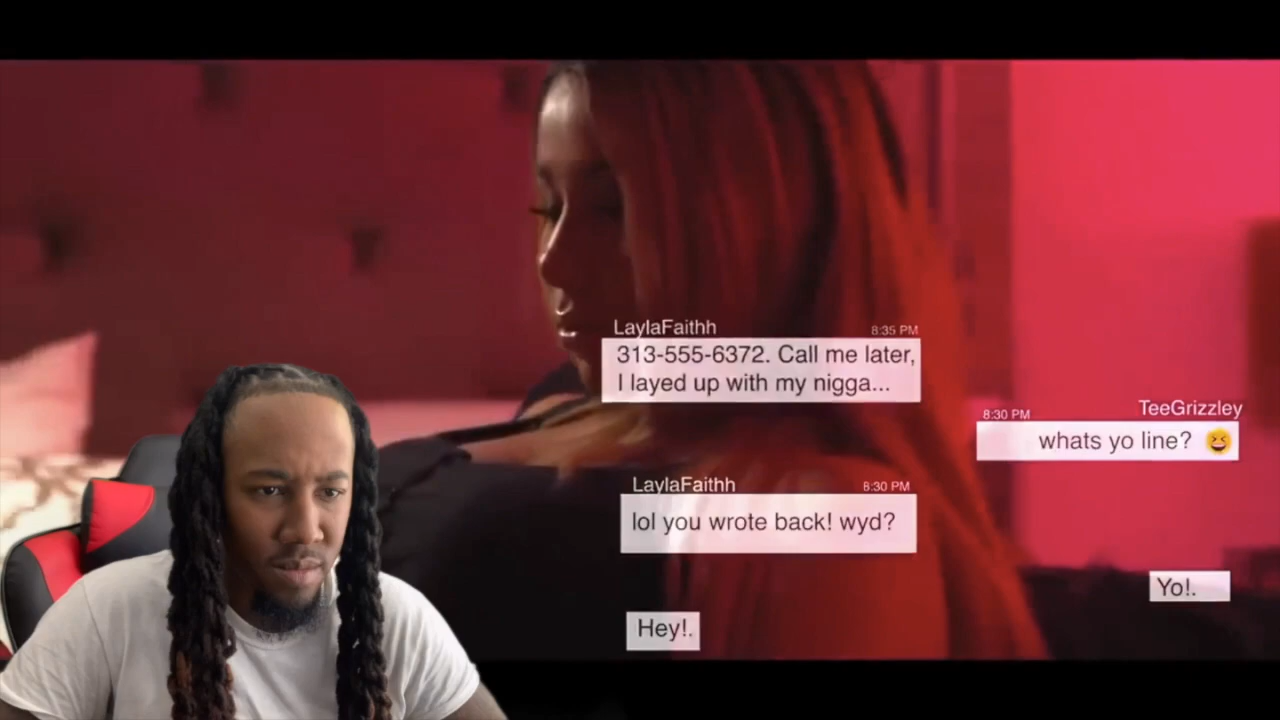 LaylaFaithh 8:35 PM
313-555-6372. Call me later,
I layed up with my nigga...
8:30 PM TeeGrizzley
whats yo line? 😆
LaylaFaithh 8:30 PM
lol you wrote back! wyd?
Yo!.
Hey!.